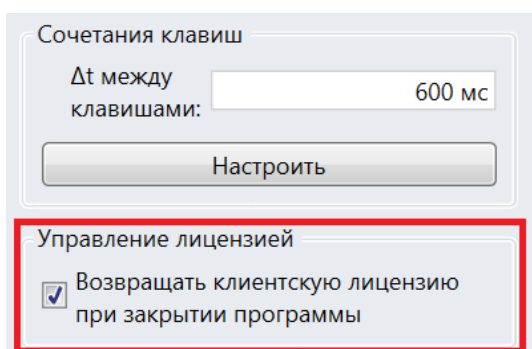 Сочетания клавиш
Δt между
клавишами:
600 мс
Настроить
Управление лицензией
Возвращать клиентскую лицензию
при закрытии программы